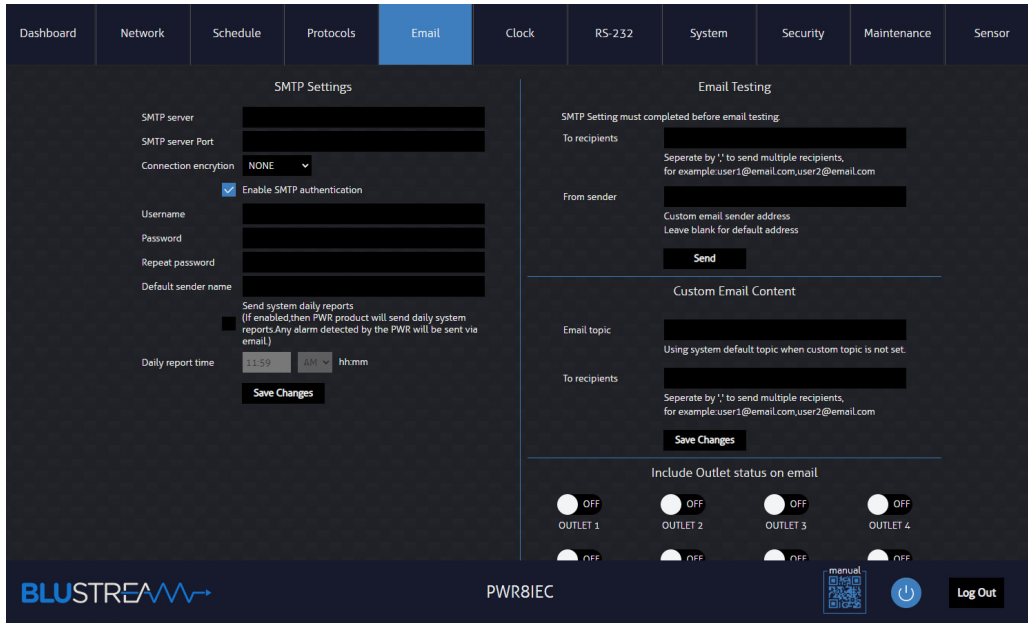 Dashboard Network Schedule Protocols Email Clock RS-232 System Security Maintenance Sensor
SMTP Settings
SMTP server
SMTP server Port
Connection encrytion NONE
Enable SMTP authentication
Username
Password
Repeat password
Default sender name
Send system daily reports
(If enabled,then PWR product will send daily system
reports.Any alarm detected by the PWR will be sent via
email.)
Daily report time 11:59 AM hh:mm
Save Changes
Email Testing
SMTP Setting must completed before email testing.
To recipients
Seperate by ',' to send multiple recipients,
for example:user1@email.com,user2@email.com
From sender
Custom email sender address
Leave blank for default address
Send
Custom Email Content
Email topic
Using system default topic when custom topic is not set.
To recipients
Seperate by ',' to send multiple recipients,
for example:user1@email.com,user2@email.com
Save Changes
Include Outlet status on email
OFF OFF OFF OFF
OUTLET 1 OUTLET 2 OUTLET 3 OUTLET 4
OFF OFF OFF OFF
BLUSTREAM PWR8IEC manual Log Out